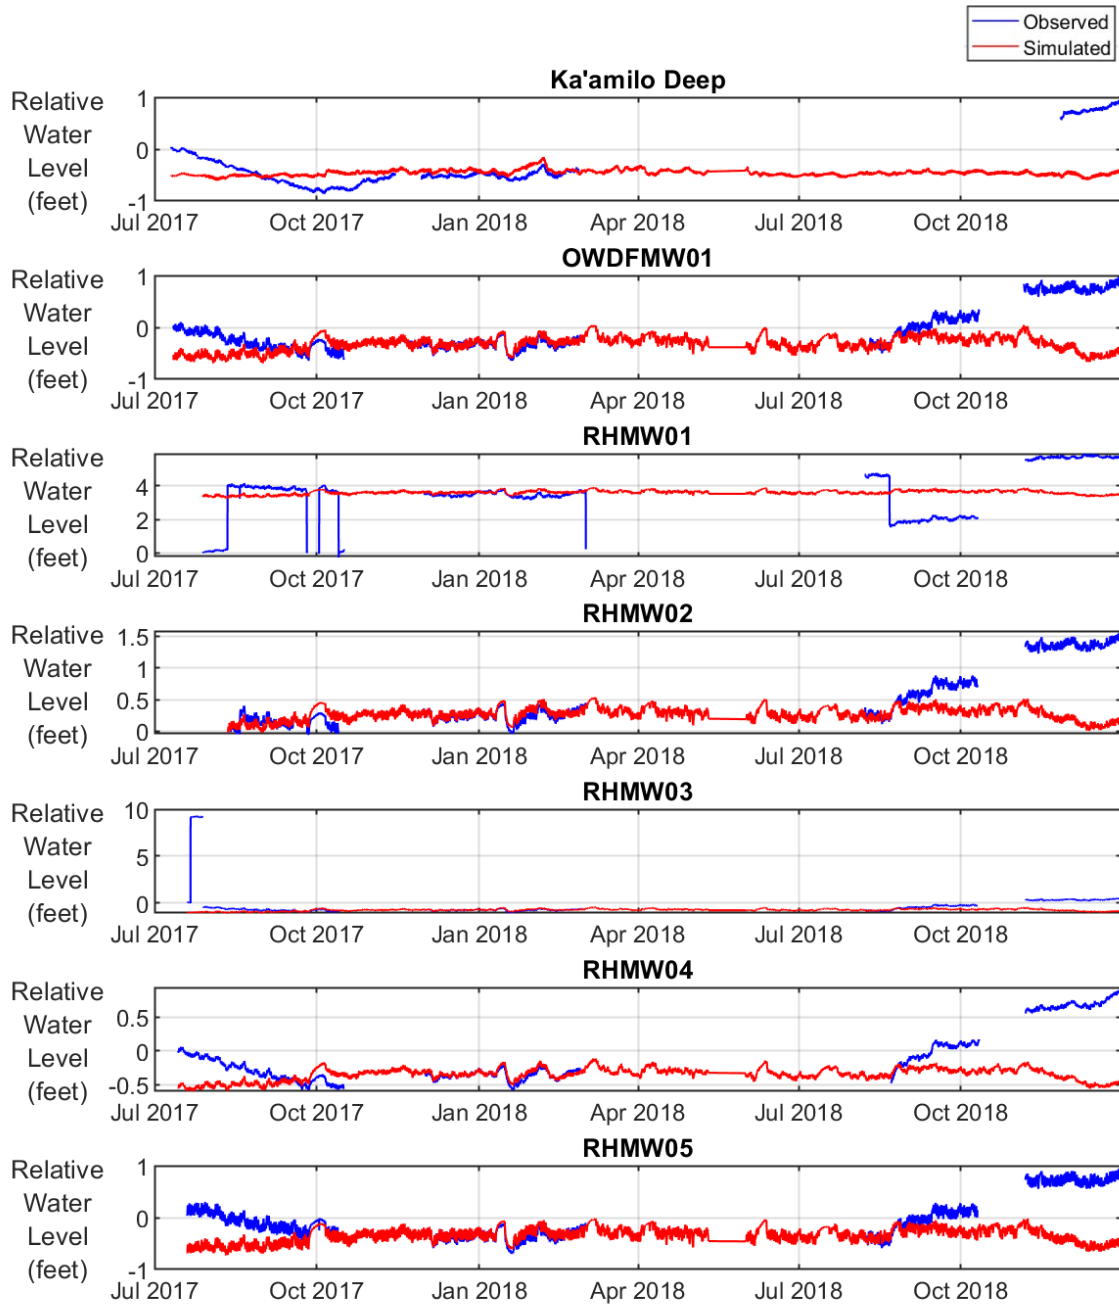 Observed
Simulated
Ka'amilo Deep
Relative
Water
Level
(feet)
1
0
-1
Jul 2017 Oct 2017 Jan 2018 Apr 2018 Jul 2018 Oct 2018
OWDFMW01
Relative
Water
Level
(feet)
1
0
-1
Jul 2017 Oct 2017 Jan 2018 Apr 2018 Jul 2018 Oct 2018
RHMW01
Relative
Water
Level
(feet)
4
2
0
Jul 2017 Oct 2017 Jan 2018 Apr 2018 Jul 2018 Oct 2018
RHMW02
Relative
Water
Level
(feet)
1.5
1
0.5
0
Jul 2017 Oct 2017 Jan 2018 Apr 2018 Jul 2018 Oct 2018
RHMW03
Relative
Water
Level
(feet)
10
5
0
Jul 2017 Oct 2017 Jan 2018 Apr 2018 Jul 2018 Oct 2018
RHMW04
Relative
Water
Level
(feet)
0.5
0
-0.5
Jul 2017 Oct 2017 Jan 2018 Apr 2018 Jul 2018 Oct 2018
RHMW05
Relative
Water
Level
(feet)
1
0
-1
Jul 2017 Oct 2017 Jan 2018 Apr 2018 Jul 2018 Oct 2018